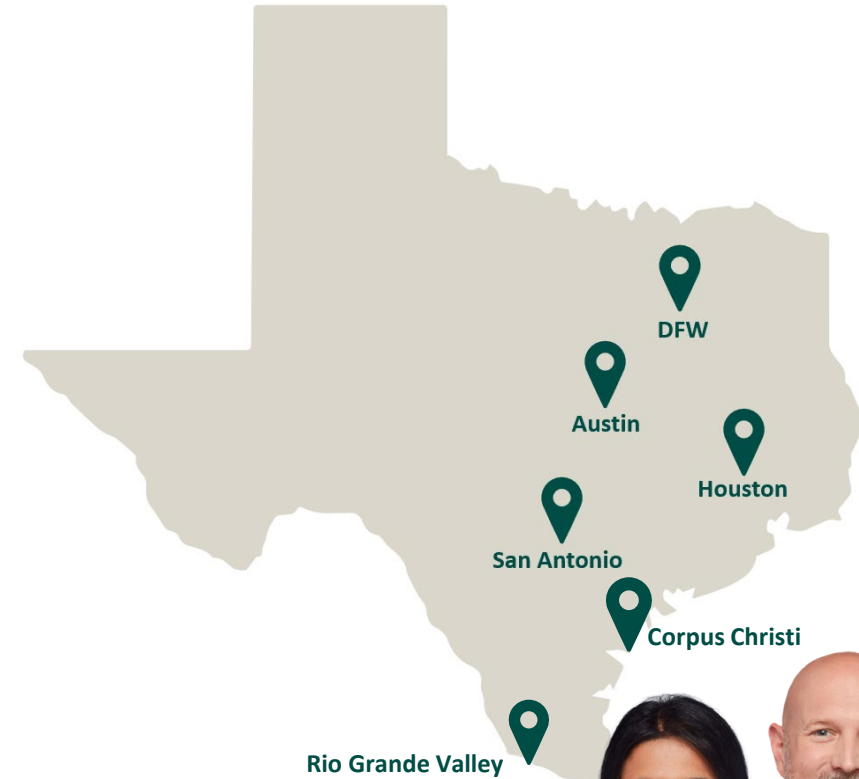 DFW
Austin
Houston
San Antonio
Corpus Christi
Rio Grande Valley